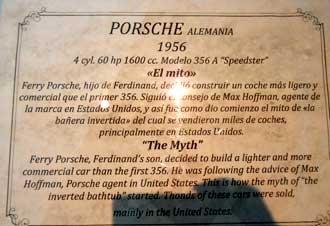 PORSCHE ALEMANIA
1956
4 cyl. 60 hp 1600 cc. Modelo 356 A "Speedster"
«El mito»
Ferry Porsche, hijo de Ferdinand, decidió construir un coche más ligero y
comercial que el primer 356. Siguió el consejo de Max Hoffman, agente de
la marca en Estados Unidos, y así fue como dio comienzo el mito de «la
bañera invertida» del cual se vendieron miles de coches,
principalmente en Estados Unidos.
"The Myth"
Ferry Porsche, Ferdinand's son, decided to build a lighter and more
commercial car than the first 356. He was following the advice of Max
Hoffman, Porsche agent in United States. This is how the myth of "the
inverted bathtub" started. Thonds of these cars were sold,
mainly in the United States.